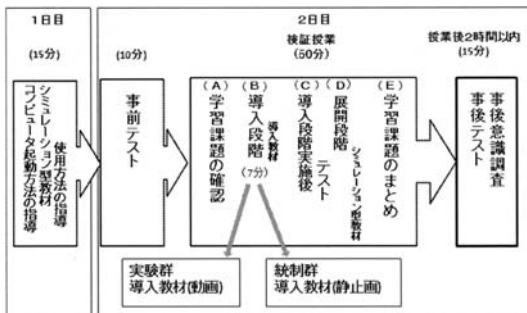 1日目
(15分)
コンピュータ起動方法の指導
シミュレーション型教材
使用方法の指導
2日目
(10分)
事前テスト
検証授業
(50分)
(A)
学習課題の確認
(B)
導入段階
導入教材
(7分)
(C)
導入段階実施後
テスト
(D)
展開段階
シミュレーション型教材
(E)
学習課題のまとめ
授業後2時間以内
(15分)
事後テスト
事後意識調査
実験群
導入教材(動画)
統制群
導入教材(静止画)